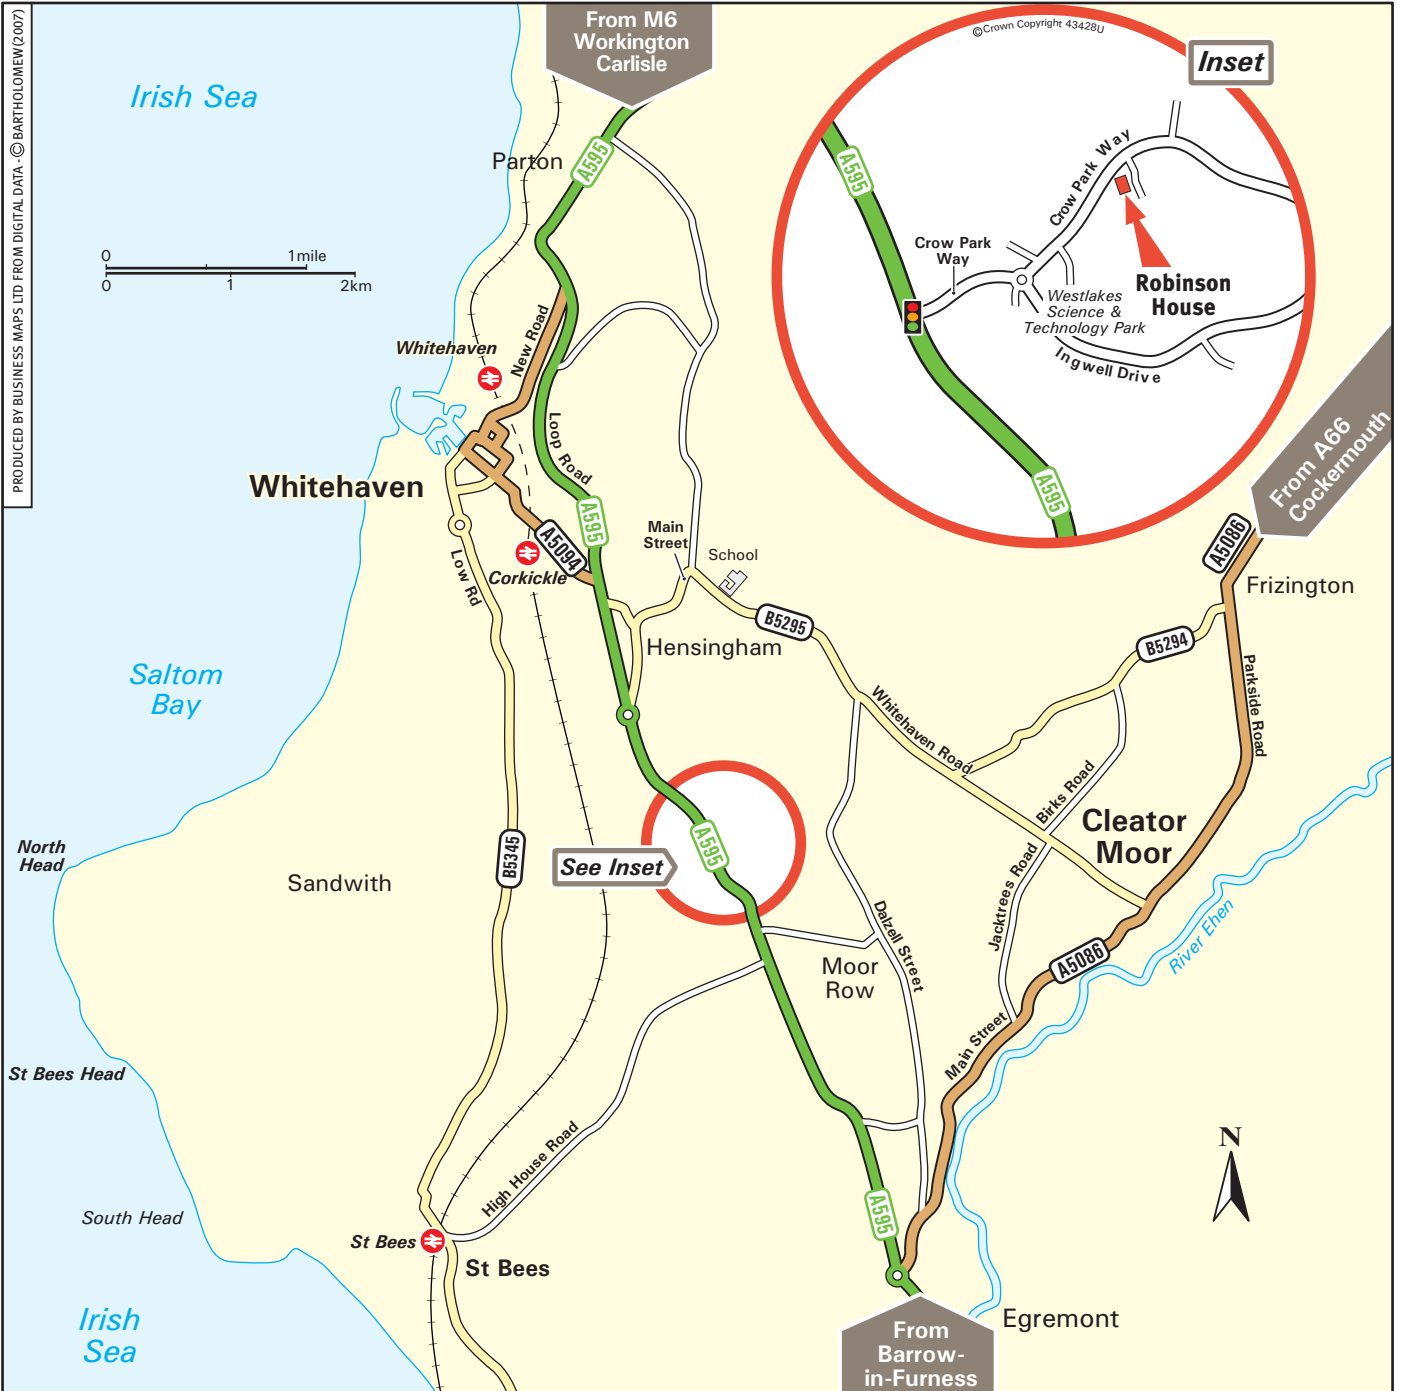 PRODUCED BY BUSINESS MAPS LTD FROM DIGITAL DATA - © BARTHOLOMEW(2007)
From M6
Workington
Carlisle
©Crown Copyright 43428U
Inset
Irish Sea
Parton
A595
0 1mile
0 1 2km
A595
Crow Park Way
Crow Park
Way
Robinson
House
Westlakes
Science &
Technology Park
Ingwell Drive
A595
New Road
Whitehaven
Loop Road
Whitehaven
A595
A5094
Corkickle
Low Rd
Main
Street
School
From A66
Cockermouth
A5086
Frizington
B5295
Hensingham
B5294
Saltom
Bay
Parkside Road
Whitehaven Road
Birks Road
Cleator
Moor
North
Head
Sandwith
B5345
See Inset
A595
Jacktrees Road
Dalzell Street
River Ehen
Moor
Row
A5086
Main Street
St Bees Head
High House Road
N
South Head
St Bees
St Bees
A595
Irish
Sea
Egremont
From
Barrow-
in-Furness